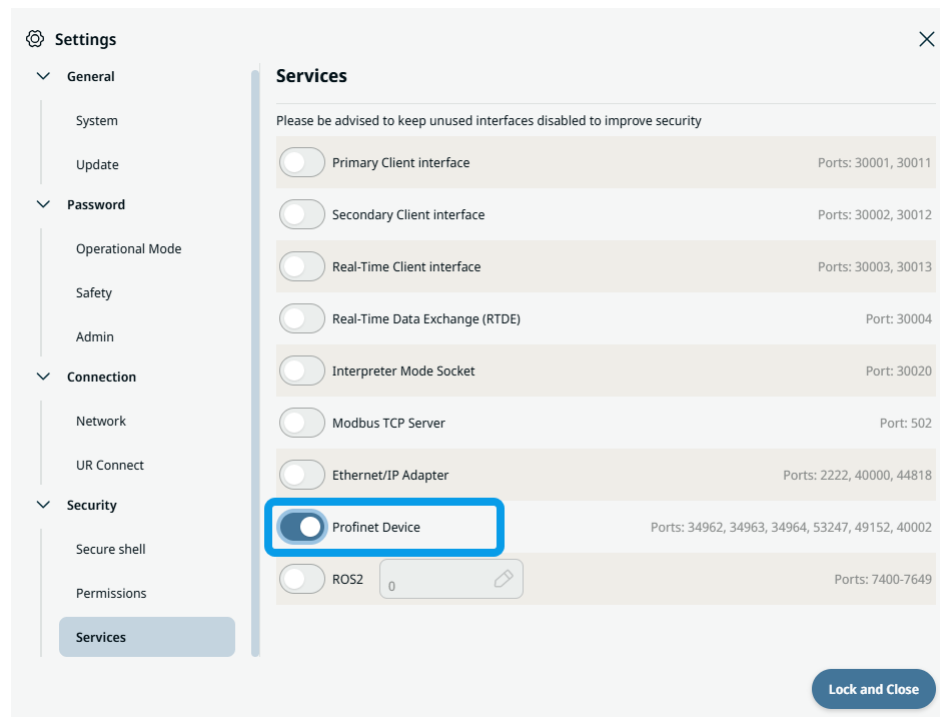 Settings
General
System
Update
Password
Operational Mode
Safety
Admin
Connection
Network
UR Connect
Security
Secure shell
Permissions
Services
Services
Please be advised to keep unused interfaces disabled to improve security
Primary Client interface Ports: 30001, 30011
Secondary Client interface Ports: 30002, 30012
Real-Time Client interface Ports: 30003, 30013
Real-Time Data Exchange (RTDE) Port: 30004
Interpreter Mode Socket Port: 30020
Modbus TCP Server Port: 502
Ethernet/IP Adapter Ports: 2222, 40000, 44818
Profinet Device Ports: 34962, 34963, 34964, 53247, 49152, 40002
ROS2 0 Ports: 7400-7649
Lock and Close